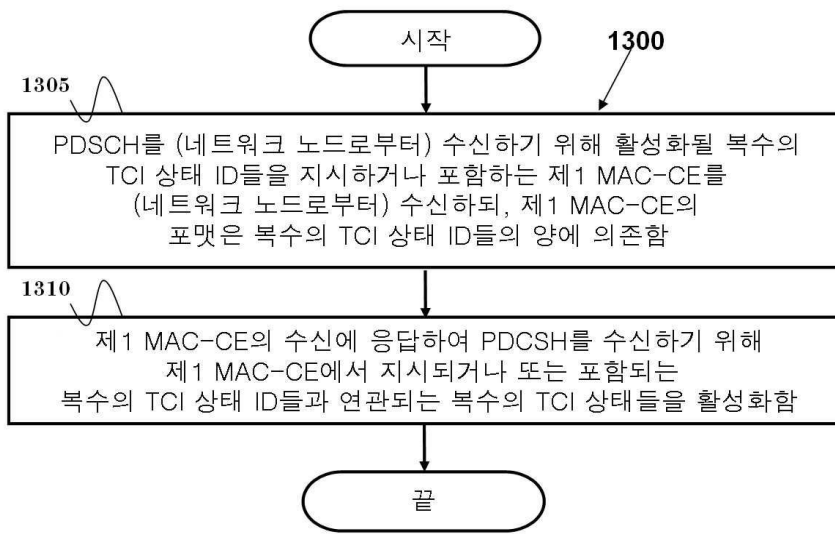 시작
1300
1305
PDSCH를 (네트워크 노드로부터) 수신하기 위해 활성화될 복수의
TCI 상태 ID들을 지시하거나 포함하는 제1 MAC-CE를
(네트워크 노드로부터) 수신하되, 제1 MAC-CE의
포맷은 복수의 TCI 상태 ID들의 양에 의존함
1310
제1 MAC-CE의 수신에 응답하여 PDCSH를 수신하기 위해
제1 MAC-CE에서 지시되거나 또는 포함되는
복수의 TCI 상태 ID들과 연관되는 복수의 TCI 상태들을 활성화함
끝